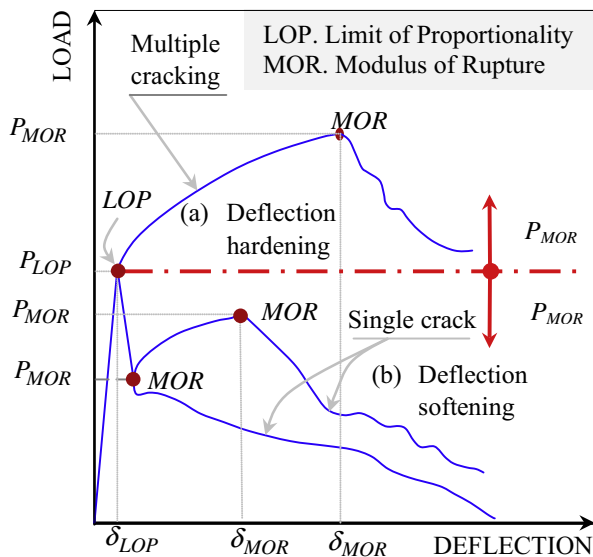 LOAD
LOP. Limit of Proportionality
MOR. Modulus of Rupture
Multiple
cracking
P_MOR
MOR
LOP
(a) Deflection
hardening
P_MOR
P_LOP
P_MOR
P_MOR
MOR
Single crack
P_MOR
MOR
(b) Deflection
softening
δ_LOP
δ_MOR
δ_MOR
DEFLECTION